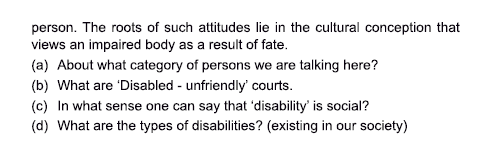 person. The roots of such attitudes lie in the cultural conception that
views an impaired body as a result of fate.
(a) About what category of persons we are talking here?
(b) What are ‘Disabled - unfriendly’ courts.
(c) In what sense one can say that ‘disability’ is social?
(d) What are the types of disabilities? (existing in our society)